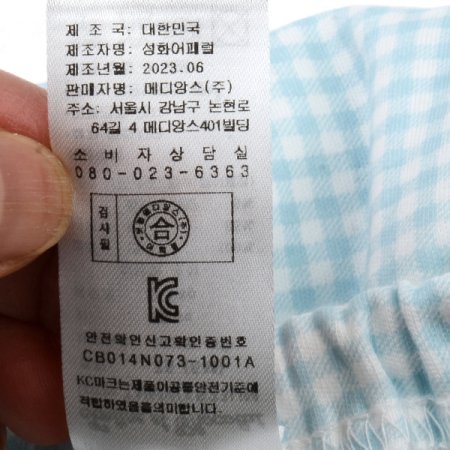 제 조 국 : 대한민국
제조자명 : 성화어패럴
제조년월 : 2023.06
판매자명 : 메디앙스(주)
주소: 서울시 강남구 논현로
64길 4 메디앙스401빌딩
소 비 자 상 담 실
080-023-6363
검사필
合
안전확인신고확인증번호
CB014N073-1001A
KC마크는제품이공통안전기준에
적합하였음을의미합니다.